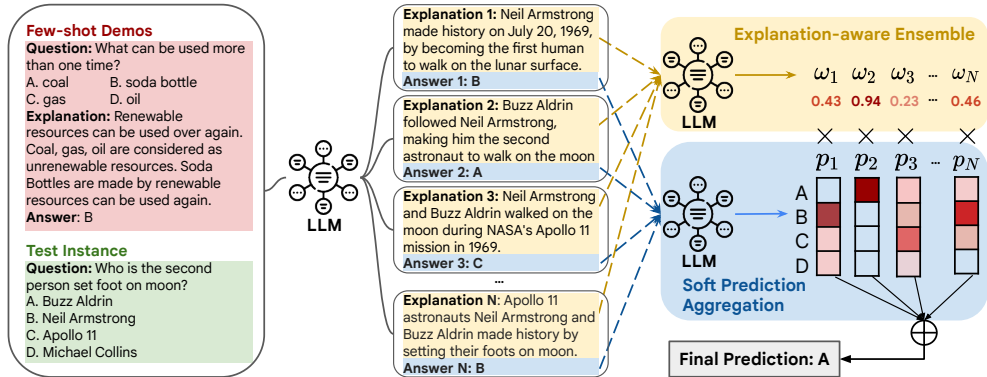 Few-shot Demos
Question: What can be used more
than one time?
A. coal B. soda bottle
C. gas D. oil
Explanation: Renewable
resources can be used over again.
Coal, gas, oil are considered as
unrenewable resources. Soda
Bottles are made by renewable
resources can be used again.
Answer: B
Test Instance
Question: Who is the second
person set foot on moon?
A. Buzz Aldrin
B. Neil Armstrong
C. Apollo 11
D. Michael Collins
LLM
Explanation 1: Neil Armstrong
made history on July 20, 1969,
by becoming the first human
to walk on the lunar surface.
Answer 1: B
Explanation 2: Buzz Aldrin
followed Neil Armstrong,
making him the second
astronaut to walk on the moon
Answer 2: A
Explanation 3: Neil Armstrong
and Buzz Aldrin walked on the
moon during NASA's Apollo 11
mission in 1969.
Answer 3: C
...
Explanation N: Apollo 11
astronauts Neil Armstrong and
Buzz Aldrin made history by
setting their foots on moon.
Answer N: B
Explanation-aware Ensemble
LLM
ω1 ω2 ω3 ... ωN
0.43 0.94 0.23 ... 0.46
× × × ×
p1 p2 p3 ... pN
A
B
C
D
LLM
Soft Prediction
Aggregation
Final Prediction: A